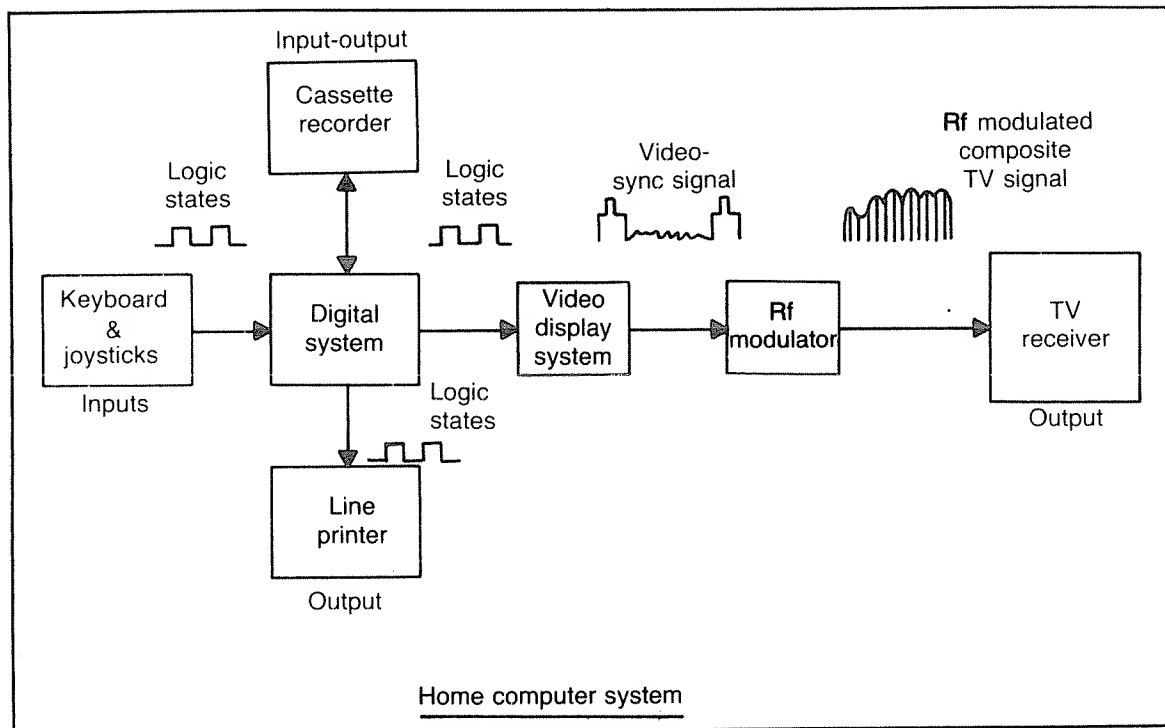 Input-output
Cassette
recorder
Logic
states
Logic
states
Video-
sync signal
Rf modulated
composite
TV signal
Keyboard
&
joysticks
Inputs
Digital
system
Video
display
system
Rf
modulator
TV
receiver
Output
Logic
states
Line
printer
Output
Home computer system